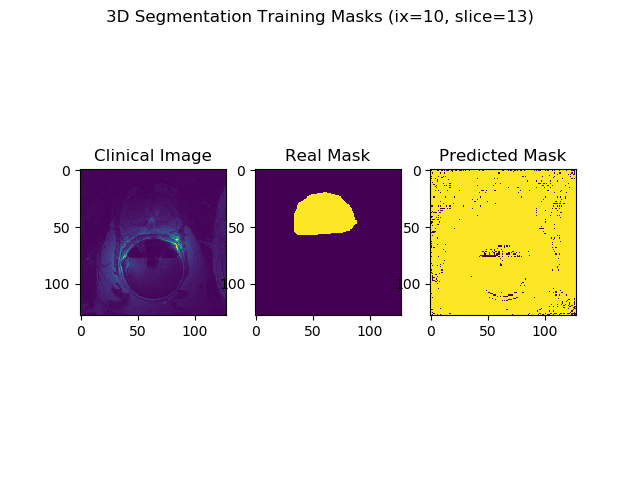 3D Segmentation Training Masks (ix=10, slice=13)
Clinical Image Real Mask Predicted Mask
0 0 0
50 50 50
100 100 100
0 50 100 0 50 100 0 50 100